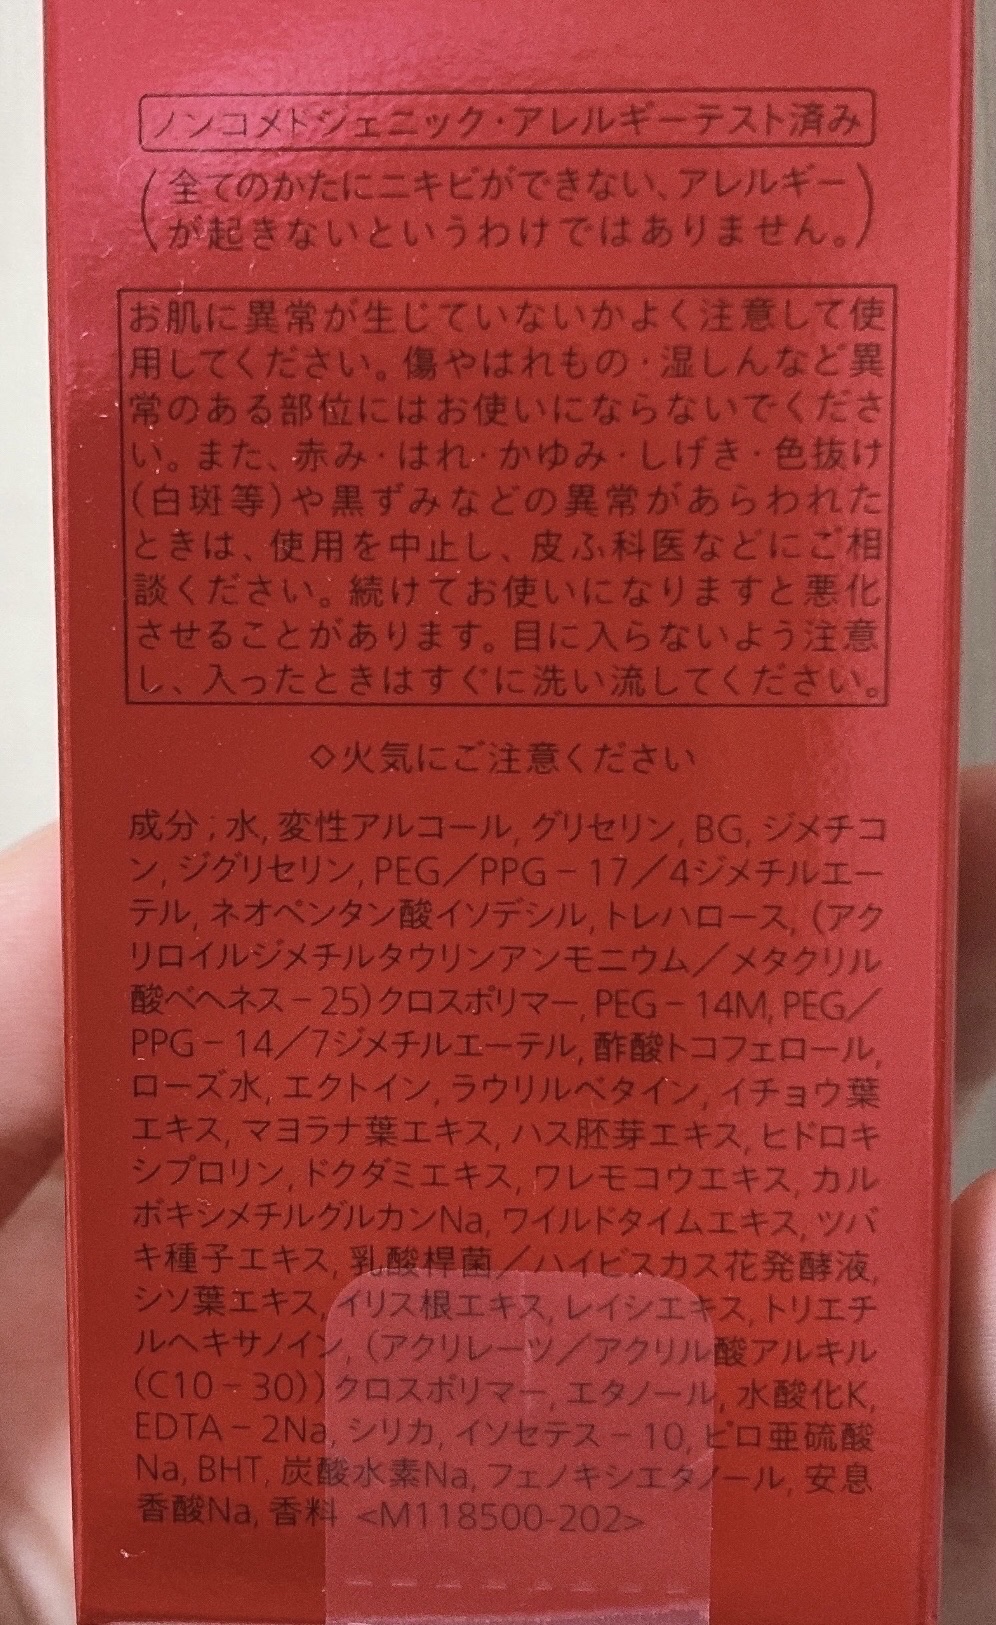 ノンコメドジェニック・アレルギーテスト済み
(全てのかたにニキビができない、アレルギー
が起きないというわけではありません。)
お肌に異常が生じていないかよく注意して使
用してください。傷やはれもの・湿しんなど異
常のある部位にはお使いにならないでくださ
い。また、赤み・はれ・かゆみ・しげき・色抜け
(白斑等)や黒ずみなどの異常があらわれた
ときは、使用を中止し、皮ふ科医などにご相
談ください。続けてお使いになりますと悪化
させることがあります。目に入らないよう注意
し、入ったときはすぐに洗い流してください。
◇火気にご注意ください
成分;水, 変性アルコール, グリセリン, BG, ジメチコ
ン, ジグリセリン, PEG/PPG-17/4ジメチルエー
テル, ネオペンタン酸イソデシル, トレハロース, (アク
リロイルジメチルタウリンアンモニウム/メタクリル
酸ベヘネス-25)クロスポリマー, PEG-14M, PEG/
PPG-14/7ジメチルエーテル, 酢酸トコフェロール,
ローズ水, エクトイン, ラウリルベタイン, イチョウ葉
エキス, マヨラナ葉エキス, ハス胚芽エキス, ヒドロキ
シプロリン, ドクダミエキス, ワレモコウエキス, カル
ボキシメチルグルカンNa, ワイルドタイムエキス, ツバ
キ種子エキス, 乳酸桿菌/ハイビスカス花発酵液,
シソ葉エキス, イリス根エキス, レイシエキス, トリエチ
ルヘキサノイン, (アクリレーツ/アクリル酸アルキル
(C10-30))クロスポリマー, エタノール, 水酸化K,
EDTA-2Na, シリカ, イソセテス-10, ピロ亜硫酸
Na, BHT, 炭酸水素Na, フェノキシエタノール, 安息
香酸Na, 香料 <M118500-202>